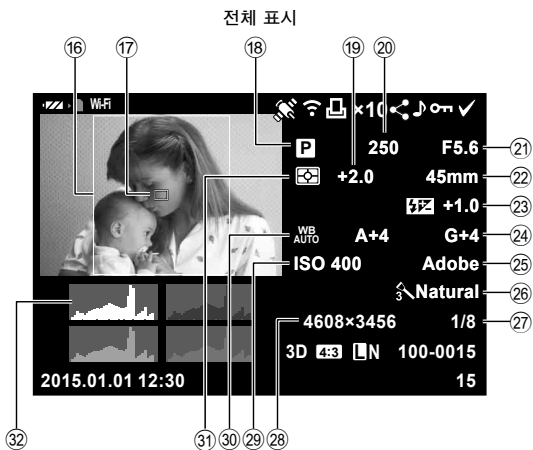 전체 표시
⑯ ⑰ ⑱ ⑲ ⑳
Wi-Fi ×10
P 250 F5.6 ㉑
+2.0 45mm ㉒
+1.0 ㉓
WB AUTO A+4 G+4 ㉔
ISO 400 Adobe ㉕
3 Natural ㉖
4608×3456 1/8 ㉗
3D 4:3 LN 100-0015
2015.01.01 12:30 15
㉜ ㉛ ㉚ ㉙ ㉘